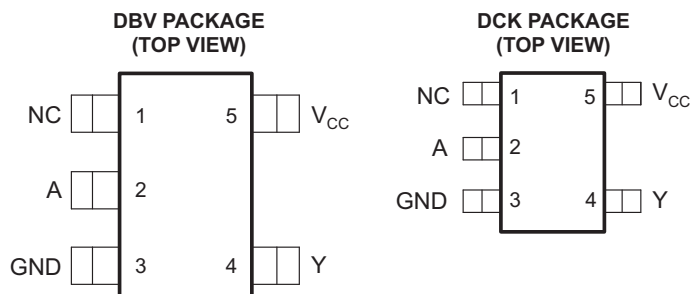 DBV PACKAGE
(TOP VIEW)
NC 1 5 VCC
A 2
GND 3 4 Y
DCK PACKAGE
(TOP VIEW)
NC 1 5 VCC
A 2
GND 3 4 Y